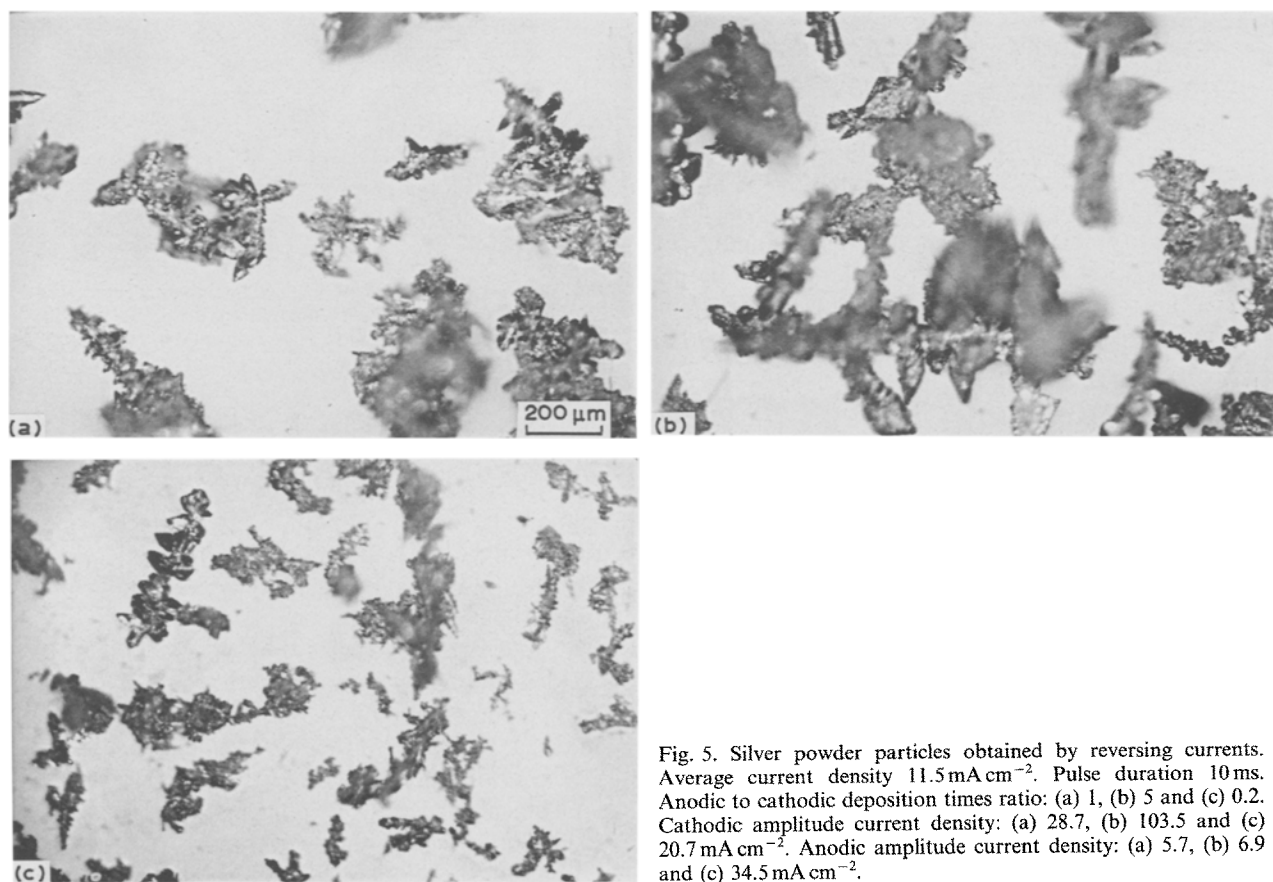 (a)
200 μm
(b)
(c)
Fig. 5. Silver powder particles obtained by reversing currents.
Average current density 11.5 mA cm⁻². Pulse duration 10 ms.
Anodic to cathodic deposition times ratio: (a) 1, (b) 5 and (c) 0.2.
Cathodic amplitude current density: (a) 28.7, (b) 103.5 and (c)
20.7 mA cm⁻². Anodic amplitude current density: (a) 5.7, (b) 6.9
and (c) 34.5 mA cm⁻².